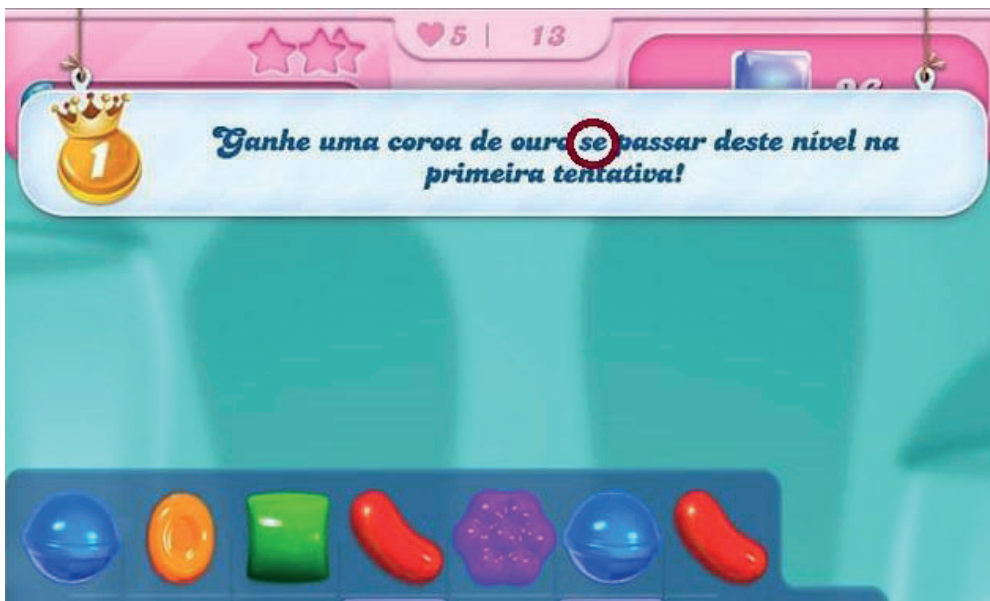 5 | 13
1
Ganhe uma coroa de ouro se passar deste nível na
primeira tentativa!